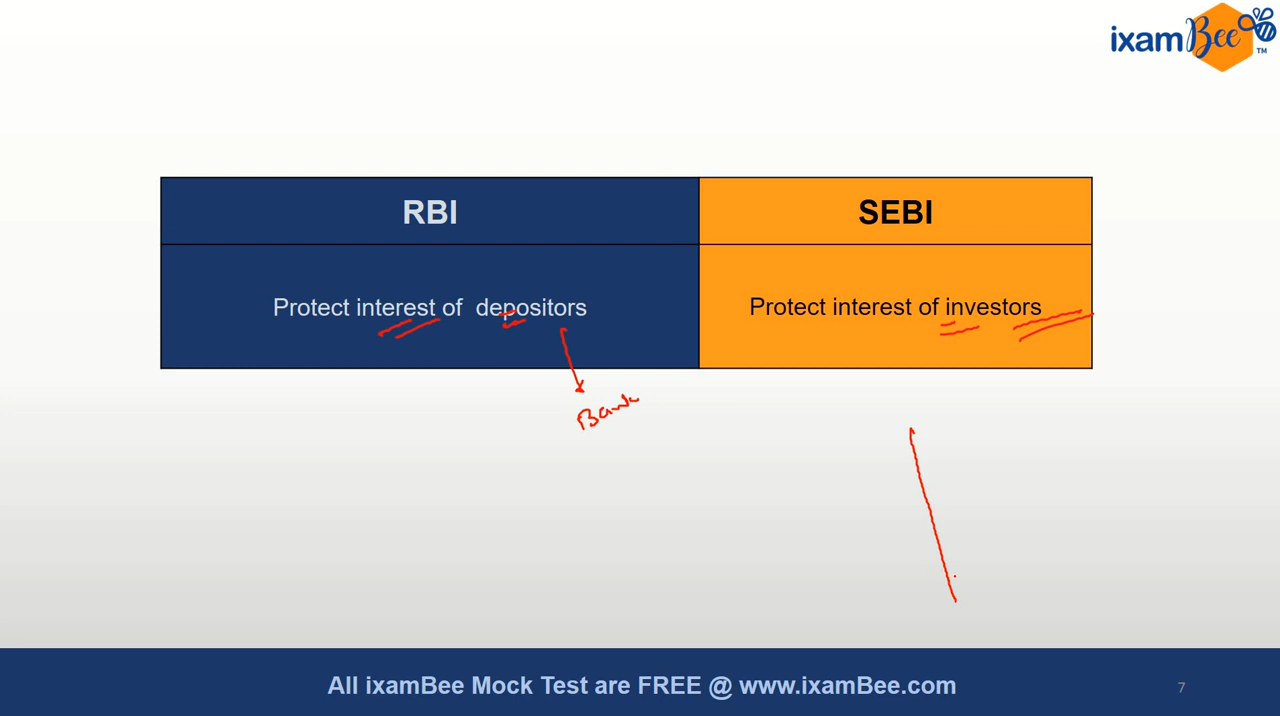 ixamBee TM
RBI
SEBI
Protect interest of depositors
Protect interest of investors
Bank
All ixamBee Mock Test are FREE @ www.ixamBee.com
7